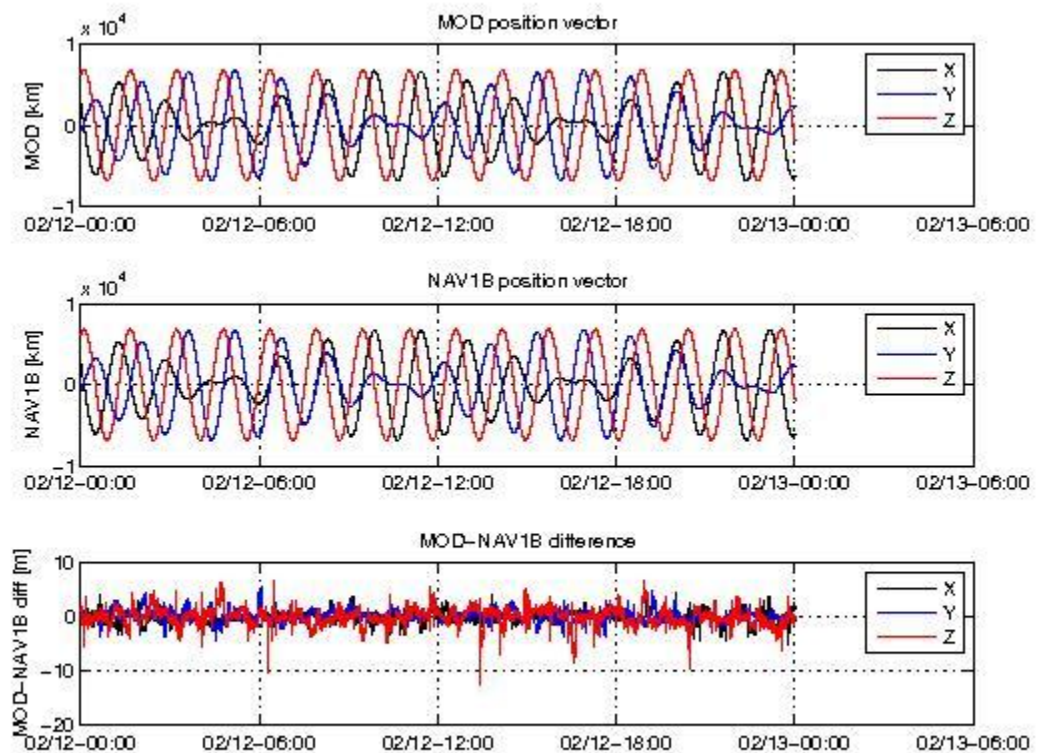 MOD position vector
x 10^4
1
0
−1
MOD [km]
X
Y
Z
02/12−00:00 02/12−06:00 02/12−12:00 02/12−18:00 02/13−00:00 02/13−06:00
NAV1B position vector
x 10^4
1
0
−1
NAV1B [km]
X
Y
Z
02/12−00:00 02/12−06:00 02/12−12:00 02/12−18:00 02/13−00:00 02/13−06:00
MOD−NAV1B difference
10
0
−10
−20
MOD−NAV1B diff [m]
X
Y
Z
02/12−00:00 02/12−06:00 02/12−12:00 02/12−18:00 02/13−00:00 02/13−06:00